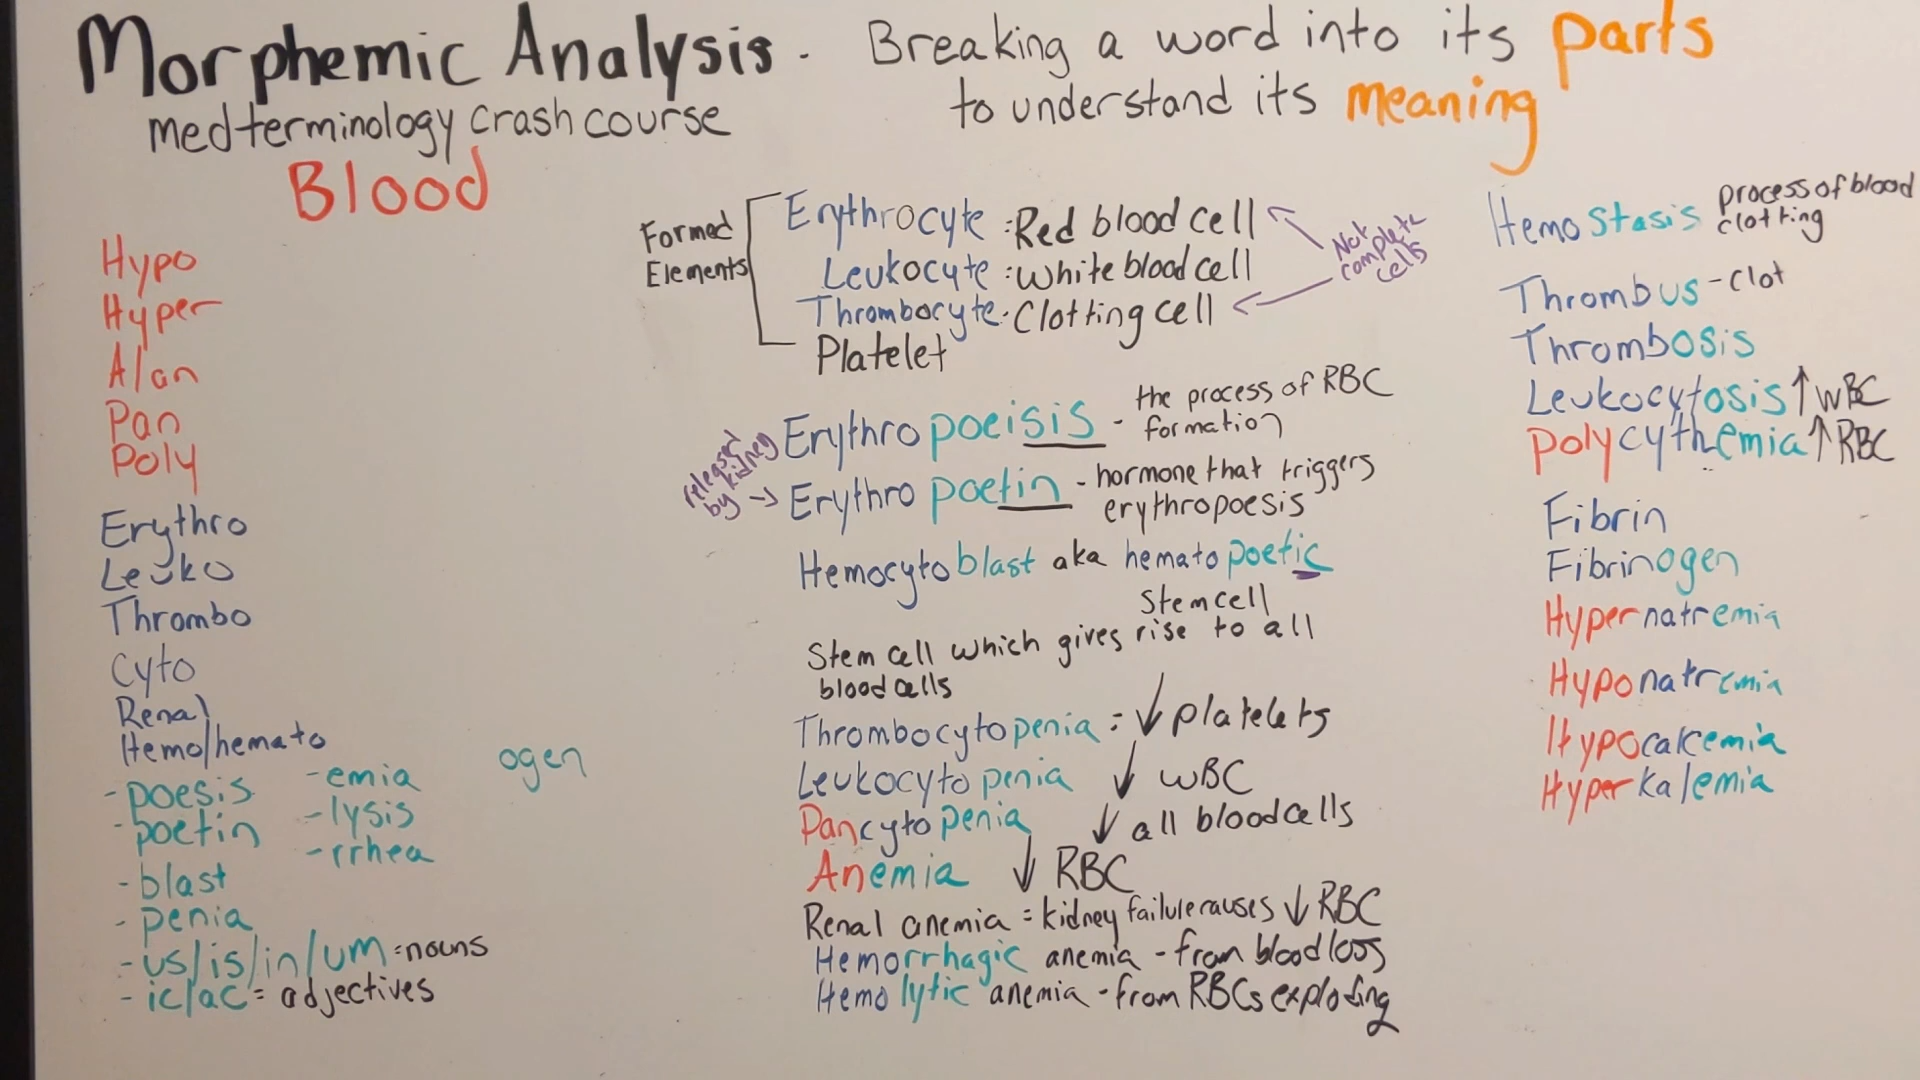 Morphemic Analysis - Breaking a word into its parts
to understand its meaning
medterminology crash course
Blood
Hypo
Hyper
A/an
Pan
Poly
Erythro
Leuko
Thrombo
Cyto
Renal
Hemo/hemato
-poesis
-poetin
-blast
-penia
-us/is/in/um = nouns
-ic/ac = adjectives
-emia
-lysis
-rrhea
ogen
Formed
Elements
Erythrocyte : Red blood cell
Leukocyte : White blood cell
Thrombocyte : Clotting cell
Platelet
Not
complete
cells
Erythropoeisis - the process of RBC
formation
released
by kidney →
Erythropoetin - hormone that triggers
erythropoesis
Hemocytoblast aka hematopoetic
Stem cell
Stem cell which gives rise to all
blood cells
Thrombocytopenia = ↓ platelets
Leukocytopenia ↓ WBC
Pancytopenia ↓ all blood cells
Anemia ↓ RBC
Renal anemia = kidney failure causes ↓ RBC
Hemorrhagic anemia - from blood loss
Hemolytic anemia - from RBCs exploding
Hemostasis process of blood
clotting
Thrombus - clot
Thrombosis
Leukocytosis ↑ WBC
Polycythemia ↑ RBC
Fibrin
Fibrinogen
Hypernatremia
Hyponatremia
Hypocalcemia
Hyperkalemia